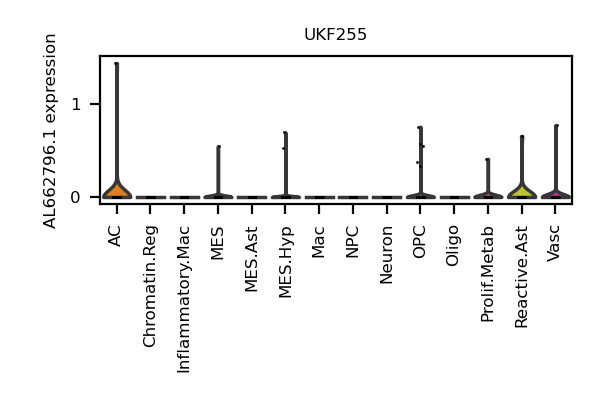 UKF255
AL662796.1 expression
1
0
AC
Chromatin.Reg
Inflammatory.Mac
MES
MES.Ast
MES.Hyp
Mac
NPC
Neuron
OPC
Oligo
Prolif.Metab
Reactive.Ast
Vasc